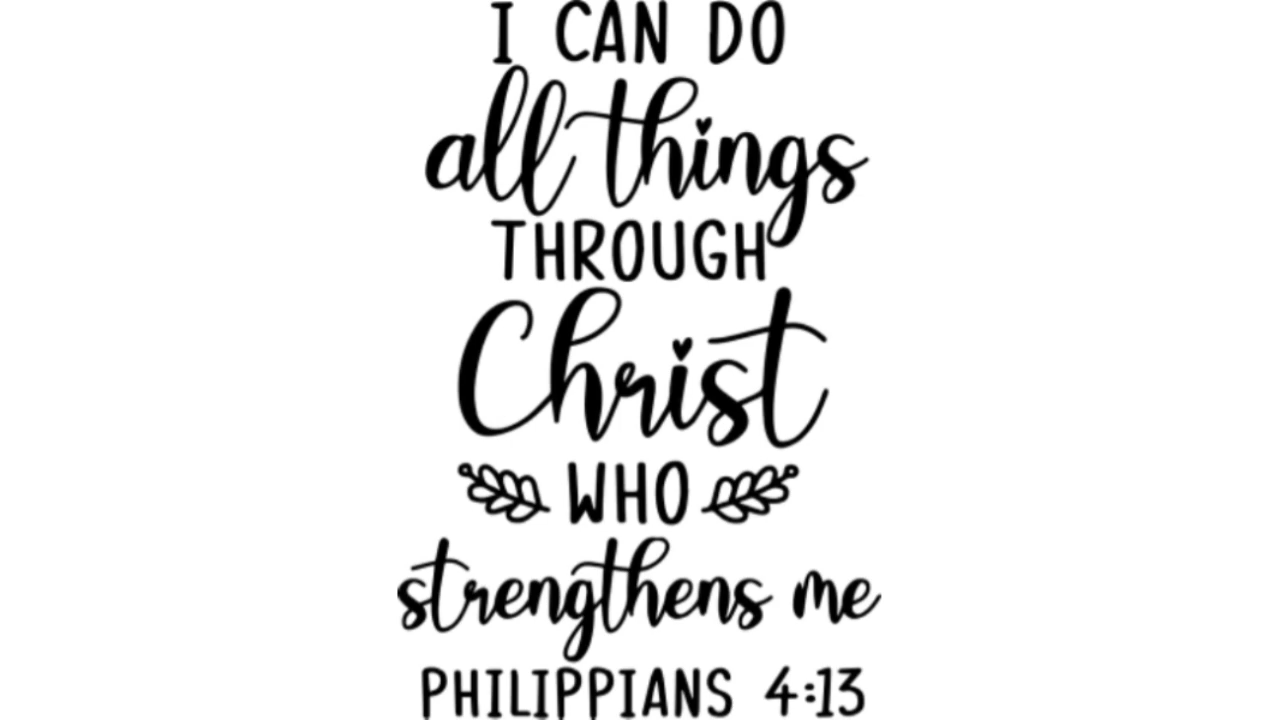 I CAN DO
all things
THROUGH
Christ
WHO
strengthens me
PHILIPPIANS 4:13